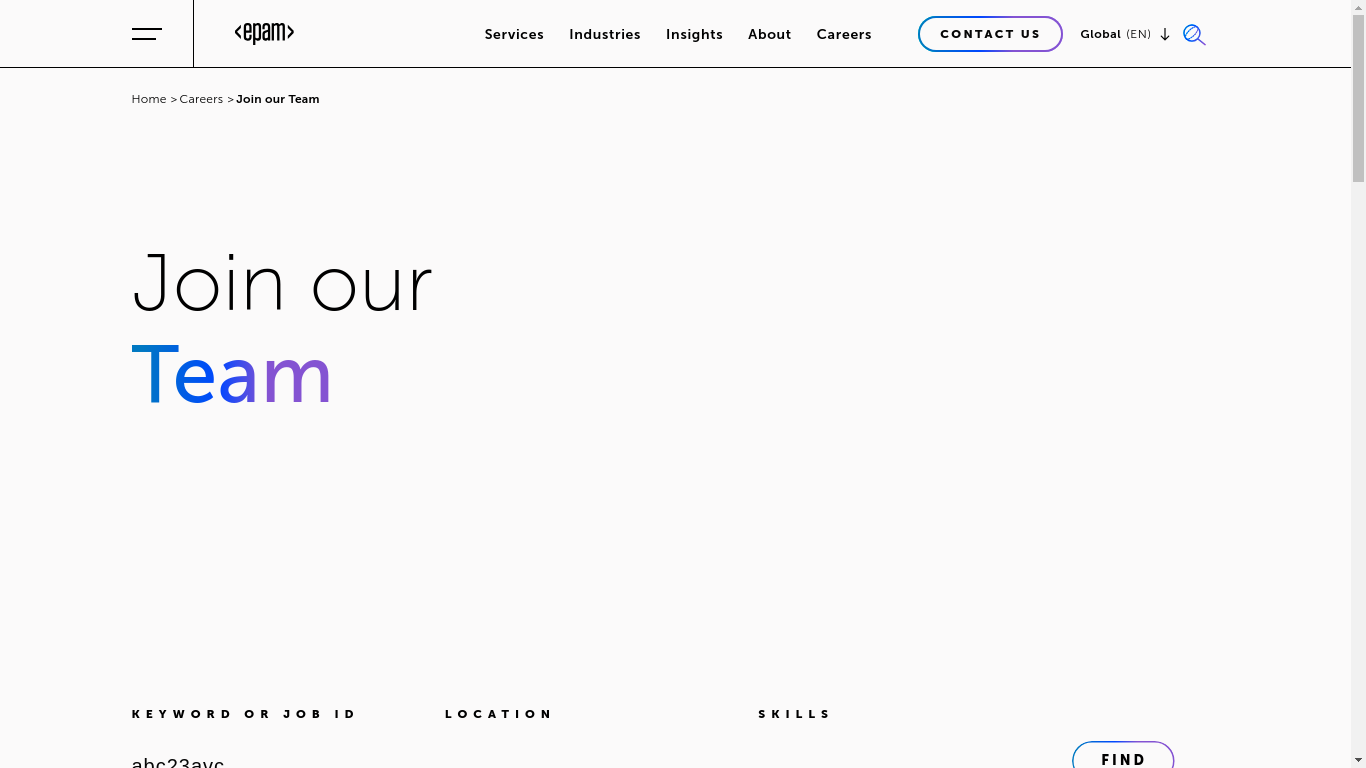 <epam>
Services Industries Insights About Careers CONTACT US Global (EN)
Home > Careers > Join our Team
Join our
Team
KEYWORD OR JOB ID LOCATION SKILLS
abc23avc FIND